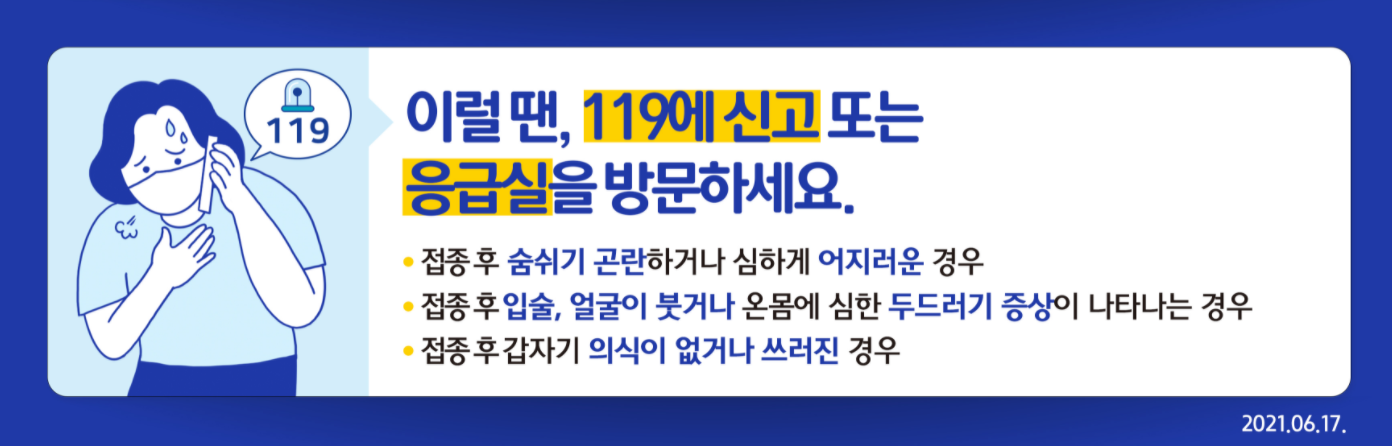 119
이럴 땐, 119에 신고 또는
응급실을 방문하세요.
• 접종 후 숨쉬기 곤란하거나 심하게 어지러운 경우
• 접종 후 입술, 얼굴이 붓거나 온몸에 심한 두드러기 증상이 나타나는 경우
• 접종 후 갑자기 의식이 없거나 쓰러진 경우
2021.06.17.